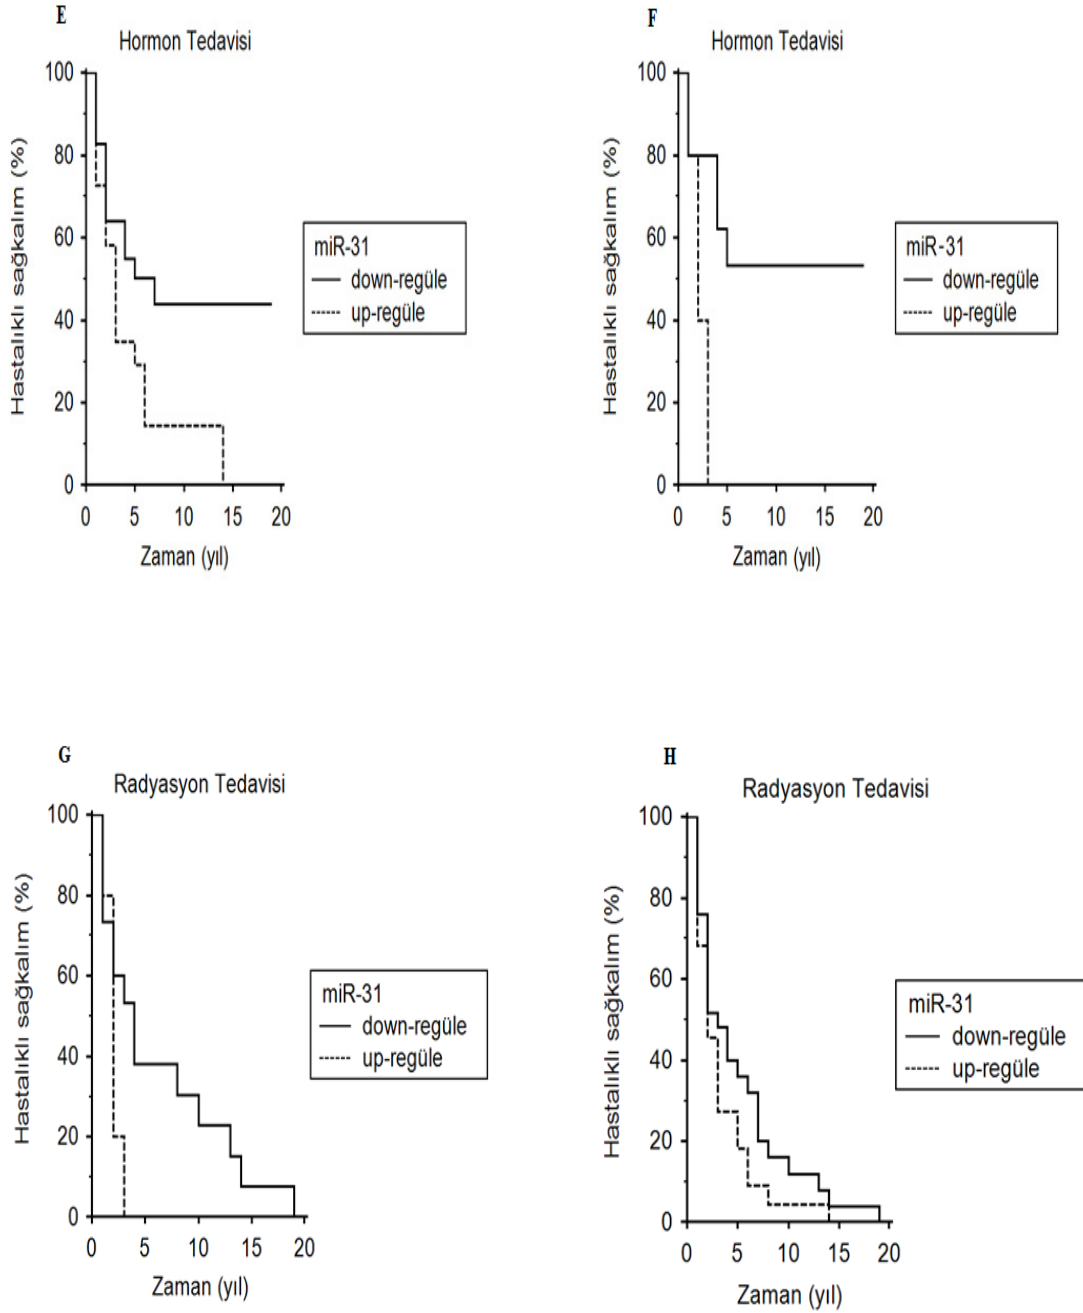 E
Hormon Tedavisi
100
80
60
40
20
0
0 5 10 15 20
Hastalıklı sağkalım (%)
Zaman (yıl)
miR-31
down-regüle
up-regüle
F
Hormon Tedavisi
100
80
60
40
20
0
0 5 10 15 20
Hastalıklı sağkalım (%)
Zaman (yıl)
miR-31
down-regüle
up-regüle
G
Radyasyon Tedavisi
100
80
60
40
20
0
0 5 10 15 20
Hastalıklı sağkalım (%)
Zaman (yıl)
miR-31
down-regüle
up-regüle
H
Radyasyon Tedavisi
100
80
60
40
20
0
0 5 10 15 20
Hastalıklı sağkalım (%)
Zaman (yıl)
miR-31
down-regüle
up-regüle